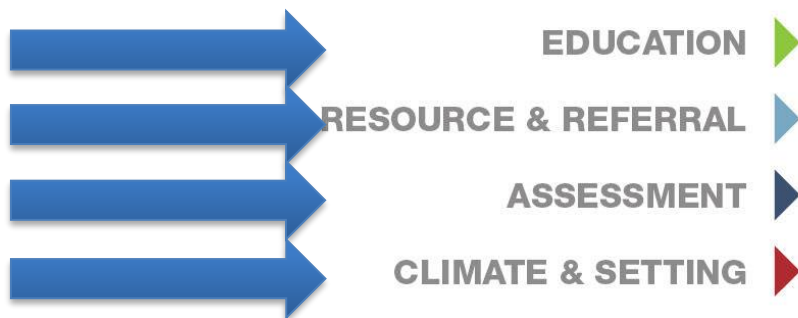 EDUCATION
RESOURCE & REFERRAL
ASSESSMENT
CLIMATE & SETTING